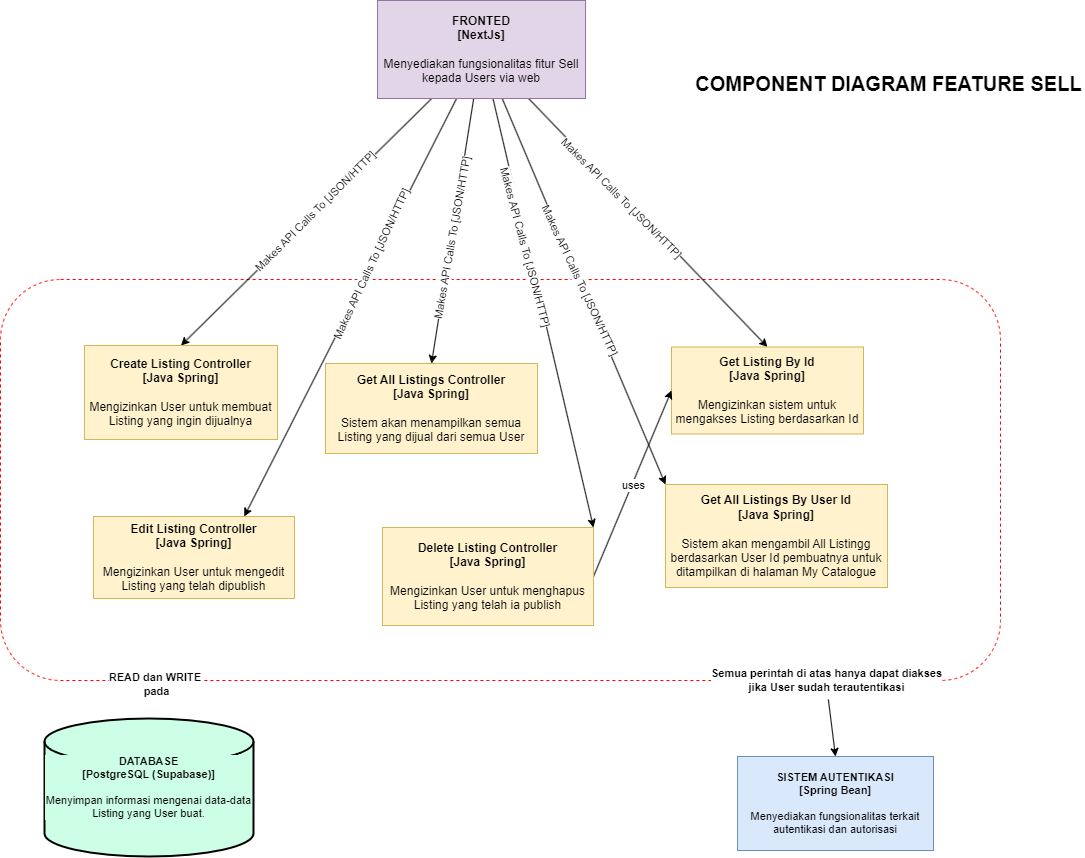 FRONTED
[NextJs]
Menyediakan fungsionalitas fitur Sell
kepada Users via web
COMPONENT DIAGRAM FEATURE SELL
Makes API Calls To [JSON/HTTP]
Makes API Calls To [JSON/HTTP]
Makes API Calls To [JSON/HTTP]
Makes API Calls To [JSON/HTTP]
Makes API Calls To [JSON/HTTP]
Makes API Calls To [JSON/HTTP]
Create Listing Controller
[Java Spring]
Mengizinkan User untuk membuat
Listing yang ingin dijualnya
Get All Listings Controller
[Java Spring]
Sistem akan menampilkan semua
Listing yang dijual dari semua User
Get Listing By Id
[Java Spring]
Mengizinkan sistem untuk
mengakses Listing berdasarkan Id
uses
Edit Listing Controller
[Java Spring]
Mengizinkan User untuk mengedit
Listing yang telah dipublish
Delete Listing Controller
[Java Spring]
Mengizinkan User untuk menghapus
Listing yang telah ia publish
Get All Listings By User Id
[Java Spring]
Sistem akan mengambil All Listingg
berdasarkan User Id pembuatnya untuk
ditampilkan di halaman My Catalogue
READ dan WRITE
pada
Semua perintah di atas hanya dapat diakses
jika User sudah terautentikasi
DATABASE
[PostgreSQL (Supabase)]
Menyimpan informasi mengenai data-data
Listing yang User buat.
SISTEM AUTENTIKASI
[Spring Bean]
Menyediakan fungsionalitas terkait
autentikasi dan autorisasi